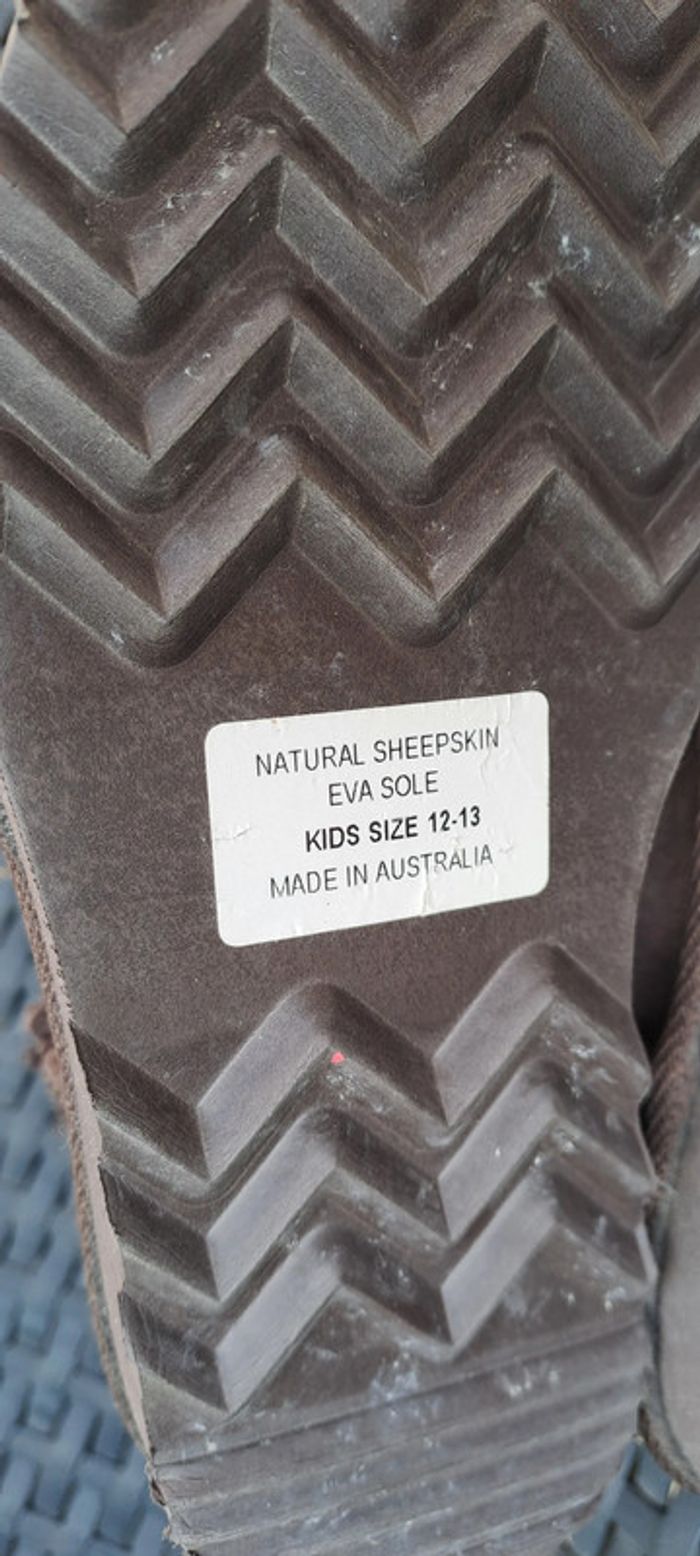 NATURAL SHEEPSKIN
EVA SOLE
KIDS SIZE 12-13
MADE IN AUSTRALIA